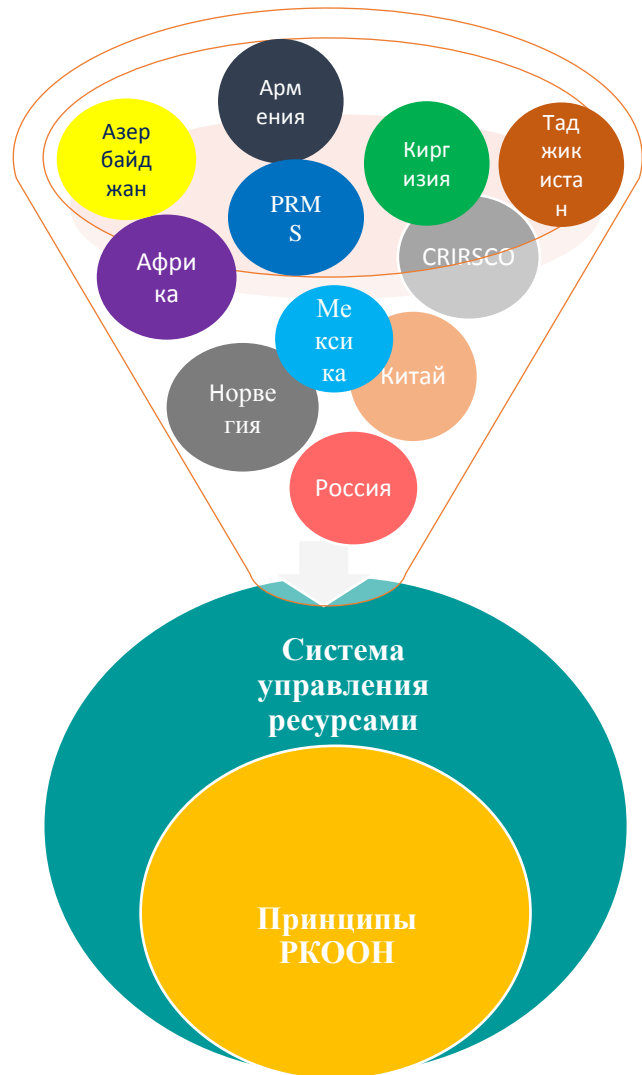 Арм
ения
Азер
байд
жан
Кирг
изия
Тад
жик
иста
н
PRM
S
Афри
ка
CRIRSCO
Ме
кси
ка
Китай
Норве
гия
Россия
Система
управления
ресурсами
Принципы
РКООН